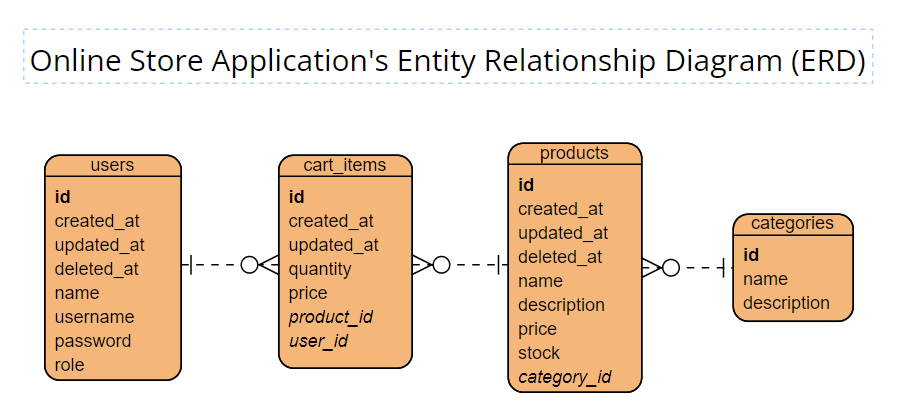 Online Store Application's Entity Relationship Diagram (ERD)
users
id
created_at
updated_at
deleted_at
name
username
password
role
cart_items
id
created_at
updated_at
quantity
price
product_id
user_id
products
id
created_at
updated_at
deleted_at
name
description
price
stock
category_id
categories
id
name
description